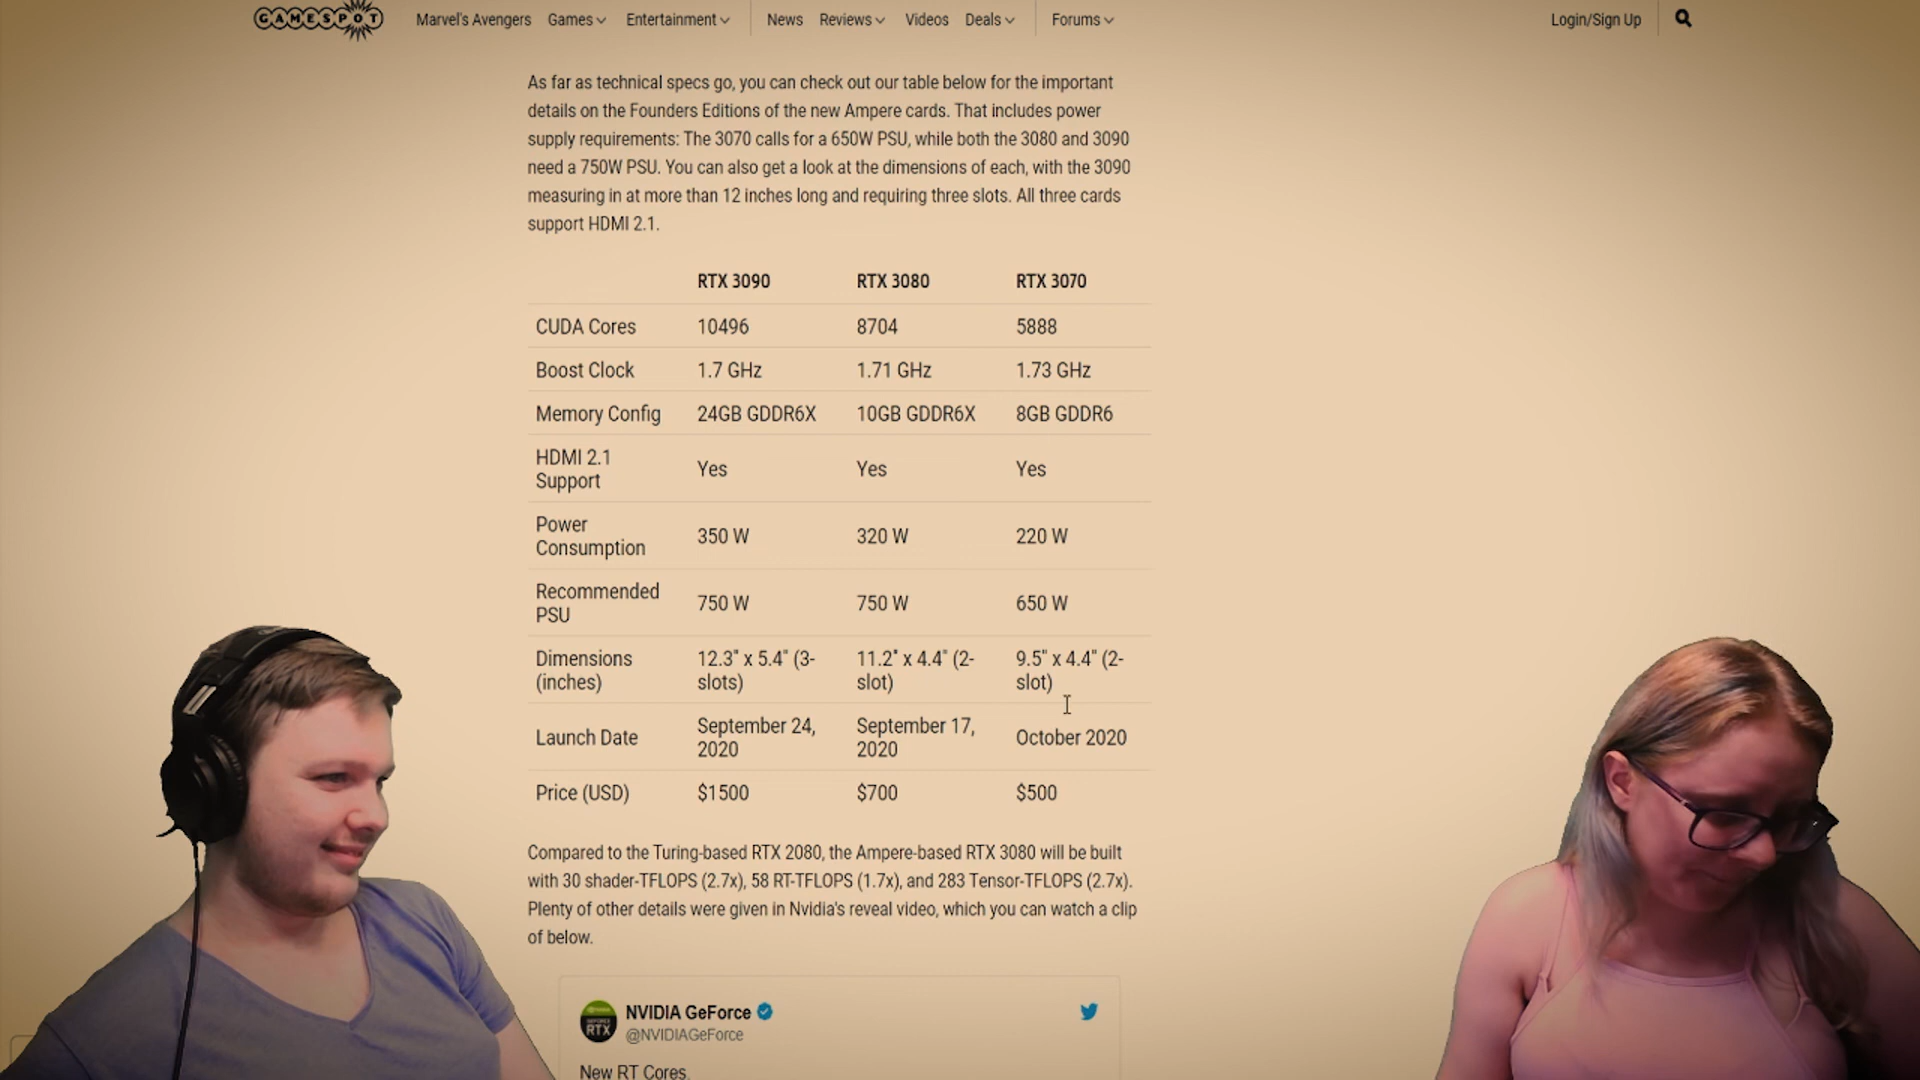 GAMESPOT Marvel's Avengers Games Entertainment News Reviews Videos Deals Forums Login/Sign Up
As far as technical specs go, you can check out our table below for the important
details on the Founders Editions of the new Ampere cards. That includes power
supply requirements: The 3070 calls for a 650W PSU, while both the 3080 and 3090
need a 750W PSU. You can also get a look at the dimensions of each, with the 3090
measuring in at more than 12 inches long and requiring three slots. All three cards
support HDMI 2.1.
RTX 3090 RTX 3080 RTX 3070
CUDA Cores 10496 8704 5888
Boost Clock 1.7 GHz 1.71 GHz 1.73 GHz
Memory Config 24GB GDDR6X 10GB GDDR6X 8GB GDDR6
HDMI 2.1
Support Yes Yes Yes
Power
Consumption 350 W 320 W 220 W
Recommended
PSU 750 W 750 W 650 W
Dimensions 12.3" x 5.4" (3- 11.2" x 4.4" (2- 9.5" x 4.4" (2-
(inches) slots) slot) slot)
Launch Date September 24, September 17, October 2020
2020 2020
Price (USD) $1500 $700 $500
Compared to the Turing-based RTX 2080, the Ampere-based RTX 3080 will be built
with 30 shader-TFLOPS (2.7x), 58 RT-TFLOPS (1.7x), and 283 Tensor-TFLOPS (2.7x).
Plenty of other details were given in Nvidia's reveal video, which you can watch a clip
of below.
NVIDIA GeForce
GEFORCE RTX @NVIDIAGeForce
New RT Cores.